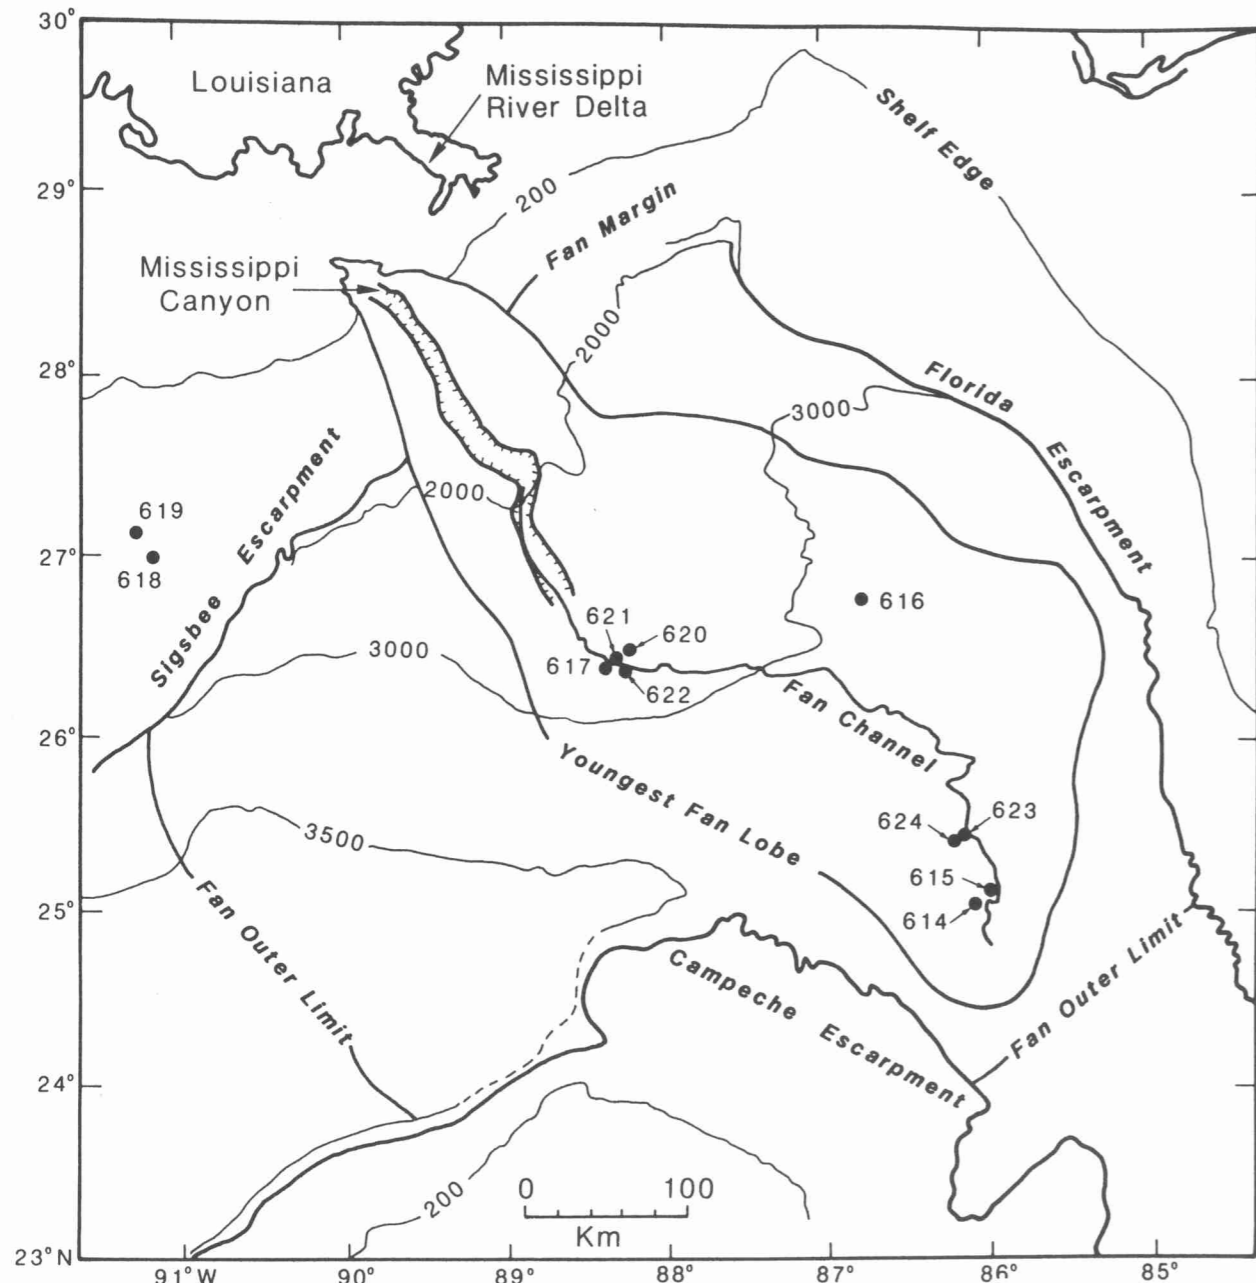 30°
Louisiana
Mississippi
River Delta
Shelf Edge
29°
200
Fan Margin
Mississippi
Canyon
2000
28°
Florida
3000
Escarpment
Sigsbee Escarpment
2000
619
27°
618
616
621
620
617
622
3000
Fan Channel
26°
Youngest Fan Lobe
3500
624
623
615
614
25°
Fan Outer Limit
Campeche Escarpment
Fan Outer Limit
24°
200
0 100
Km
23°N
91°W 90° 89° 88° 87° 86° 85°